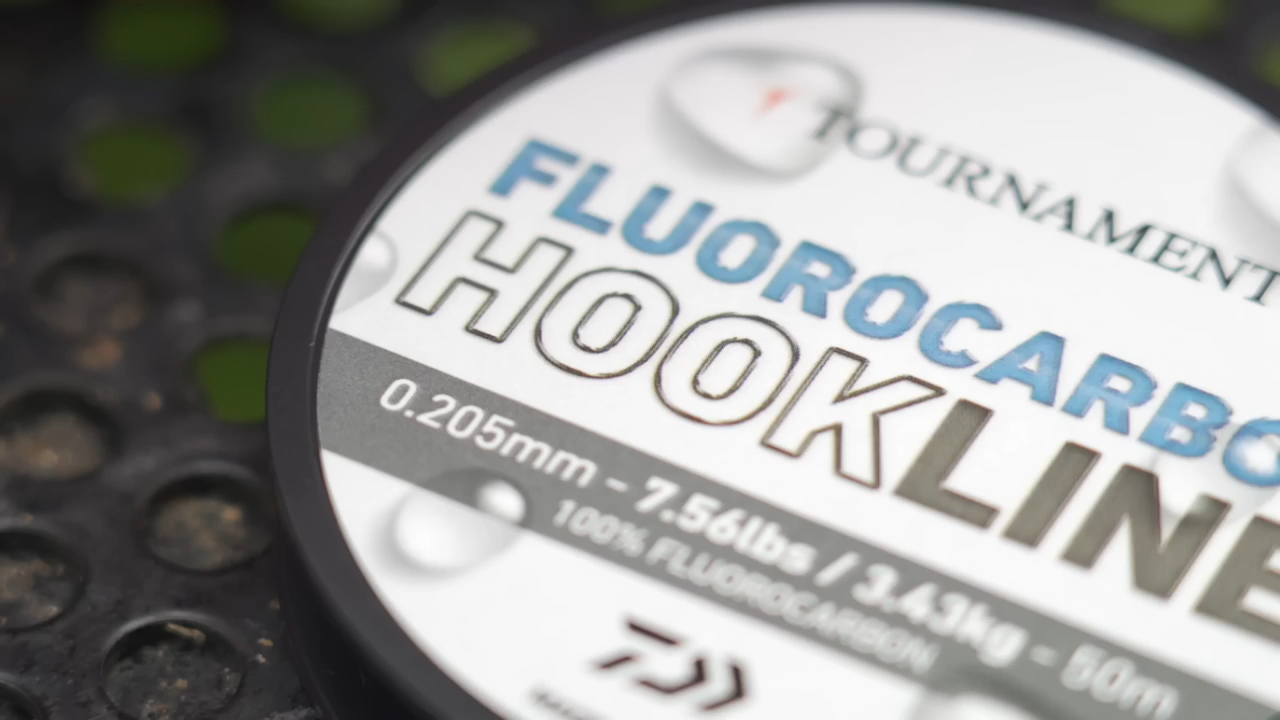 TOURNAMENT
FLUOROCARBO
HOOKLINE
0.205mm - 7.56lbs / 3.43kg - 50m
100% FLUOROCARBON